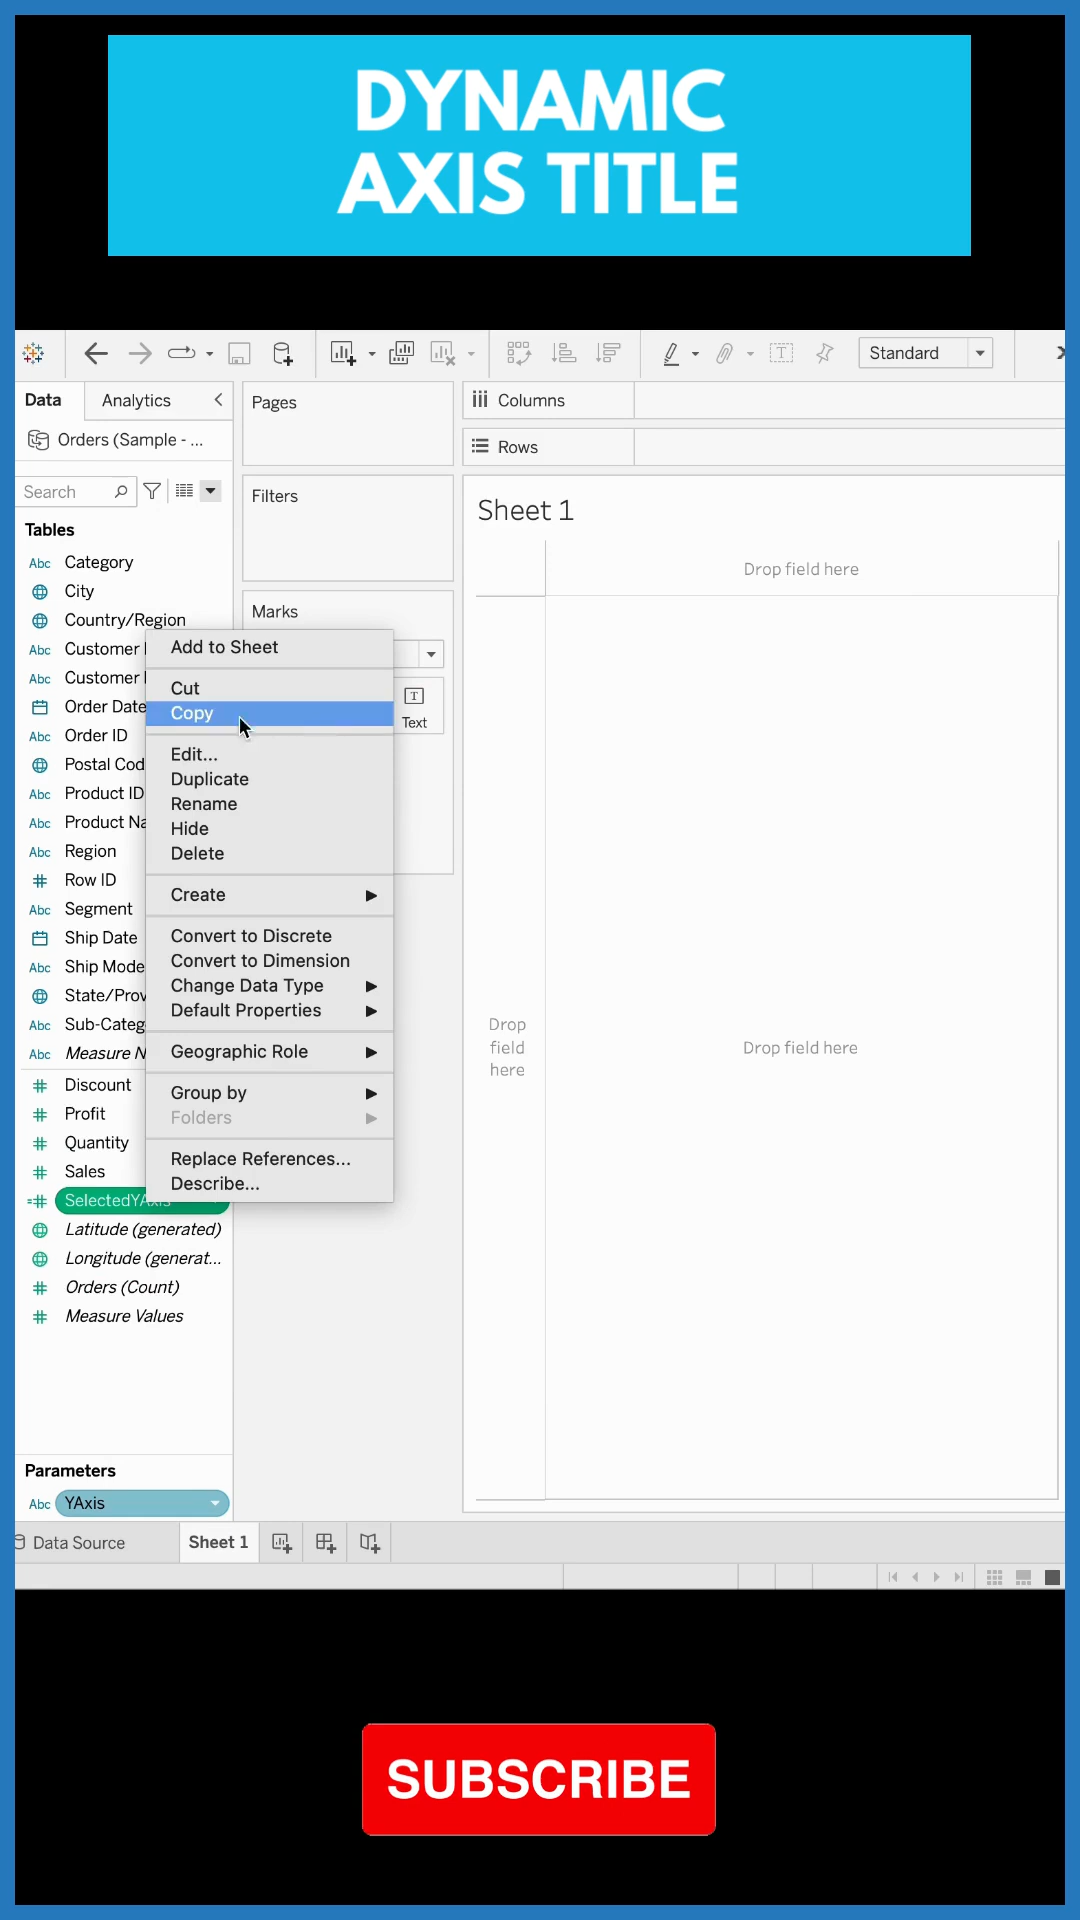 DYNAMIC
AXIS TITLE
Standard
Data
Analytics
Pages
Columns
Orders (Sample - ...
Rows
Search
Filters
Sheet 1
Tables
Abc Category
Drop field here
City
Country/Region
Marks
Abc Customer
Add to Sheet
Abc Customer
Cut
Order Date
Copy
Text
Abc Order ID
Edit...
Postal Cod
Duplicate
Abc Product ID
Rename
Abc Product Na
Hide
Abc Region
Delete
Row ID
Create
Abc Segment
Convert to Discrete
Ship Date
Convert to Dimension
Abc Ship Mode
Change Data Type
State/Prov
Default Properties
Abc Sub-Categ
Geographic Role
Abc Measure N
Drop
field
here
Drop field here
Discount
Group by
Profit
Folders
Quantity
Replace References...
Sales
Describe...
SelectedYAxis
Latitude (generated)
Longitude (generat...
Orders (Count)
Measure Values
Parameters
Abc YAxis
Data Source
Sheet 1
SUBSCRIBE